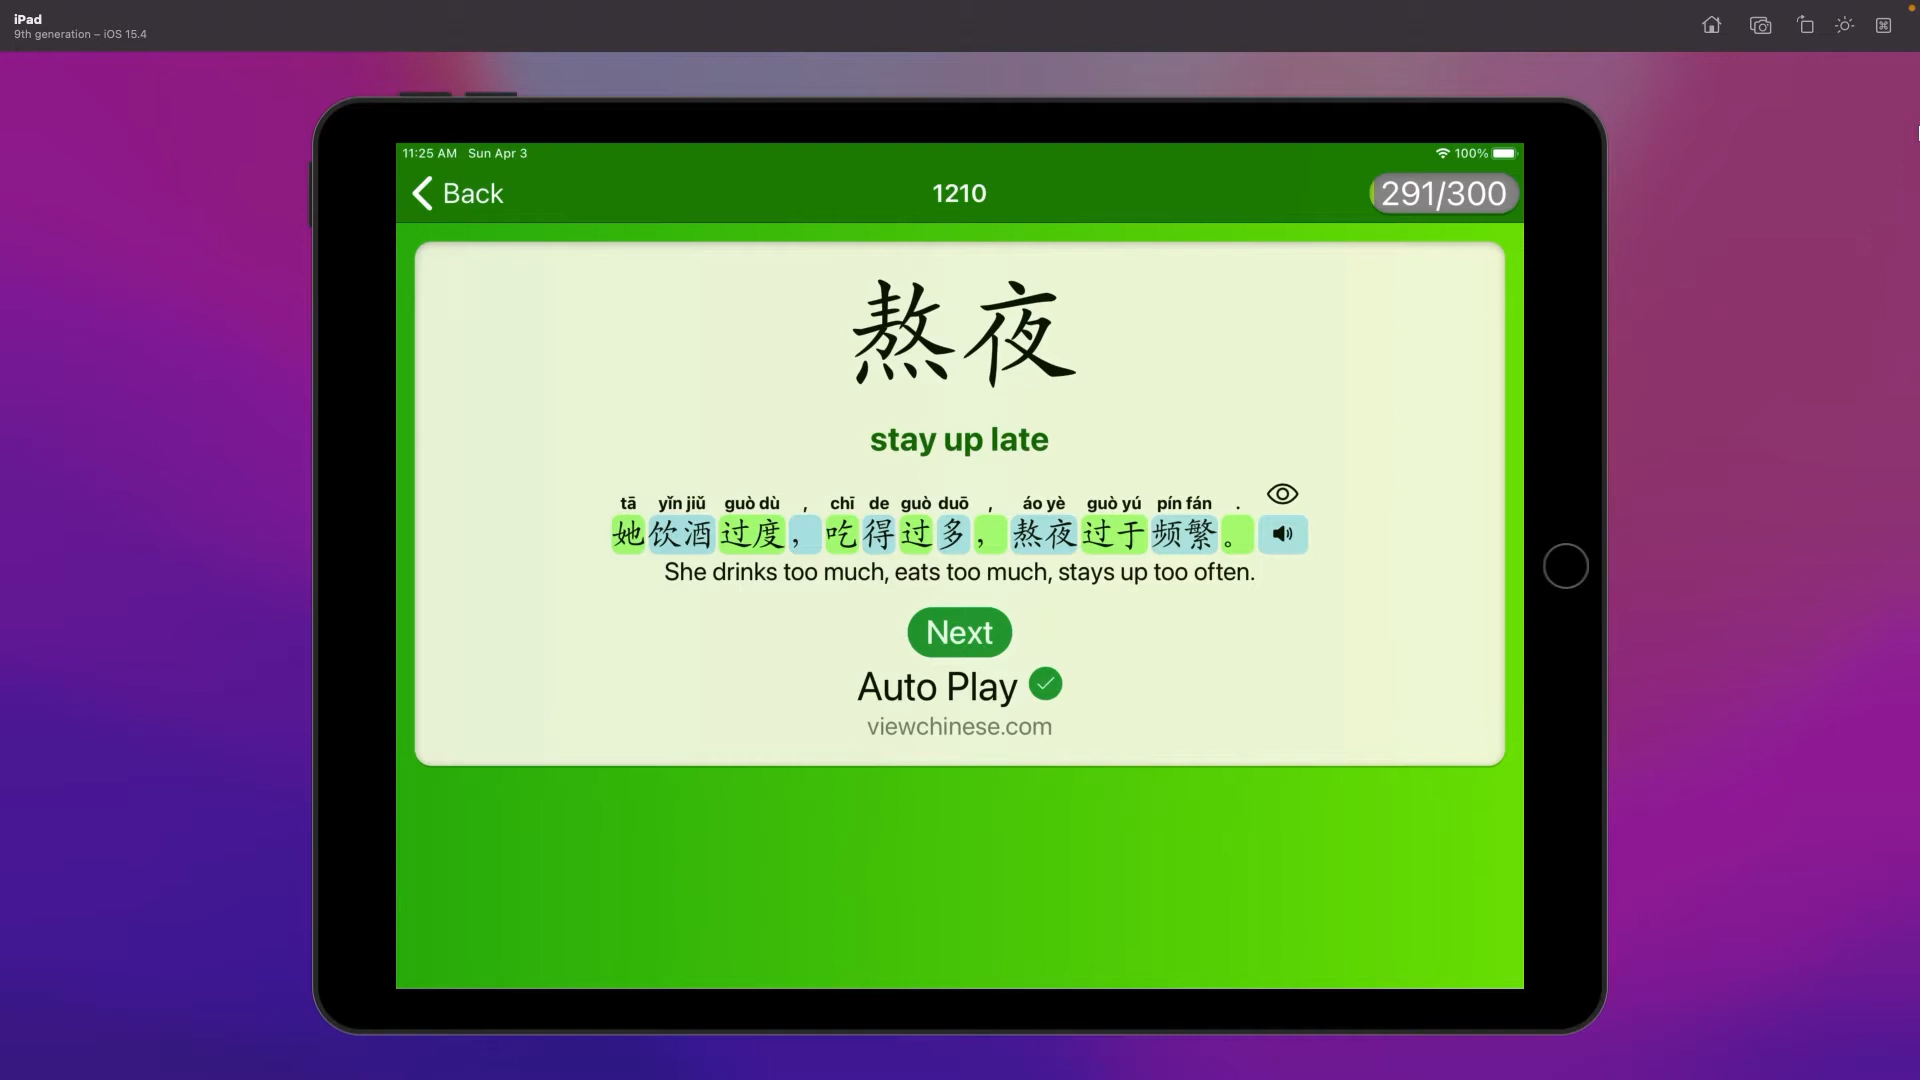 iPad
9th generation – iOS 15.4
11:25 AM Sun Apr 3
100%
Back
1210
291/300
熬夜
stay up late
tā yǐn jiǔ guò dù , chī de guò duō , áo yè guò yú pín fán .
她饮酒过度，吃得过多，熬夜过于频繁。
She drinks too much, eats too much, stays up too often.
Next
Auto Play
viewchinese.com